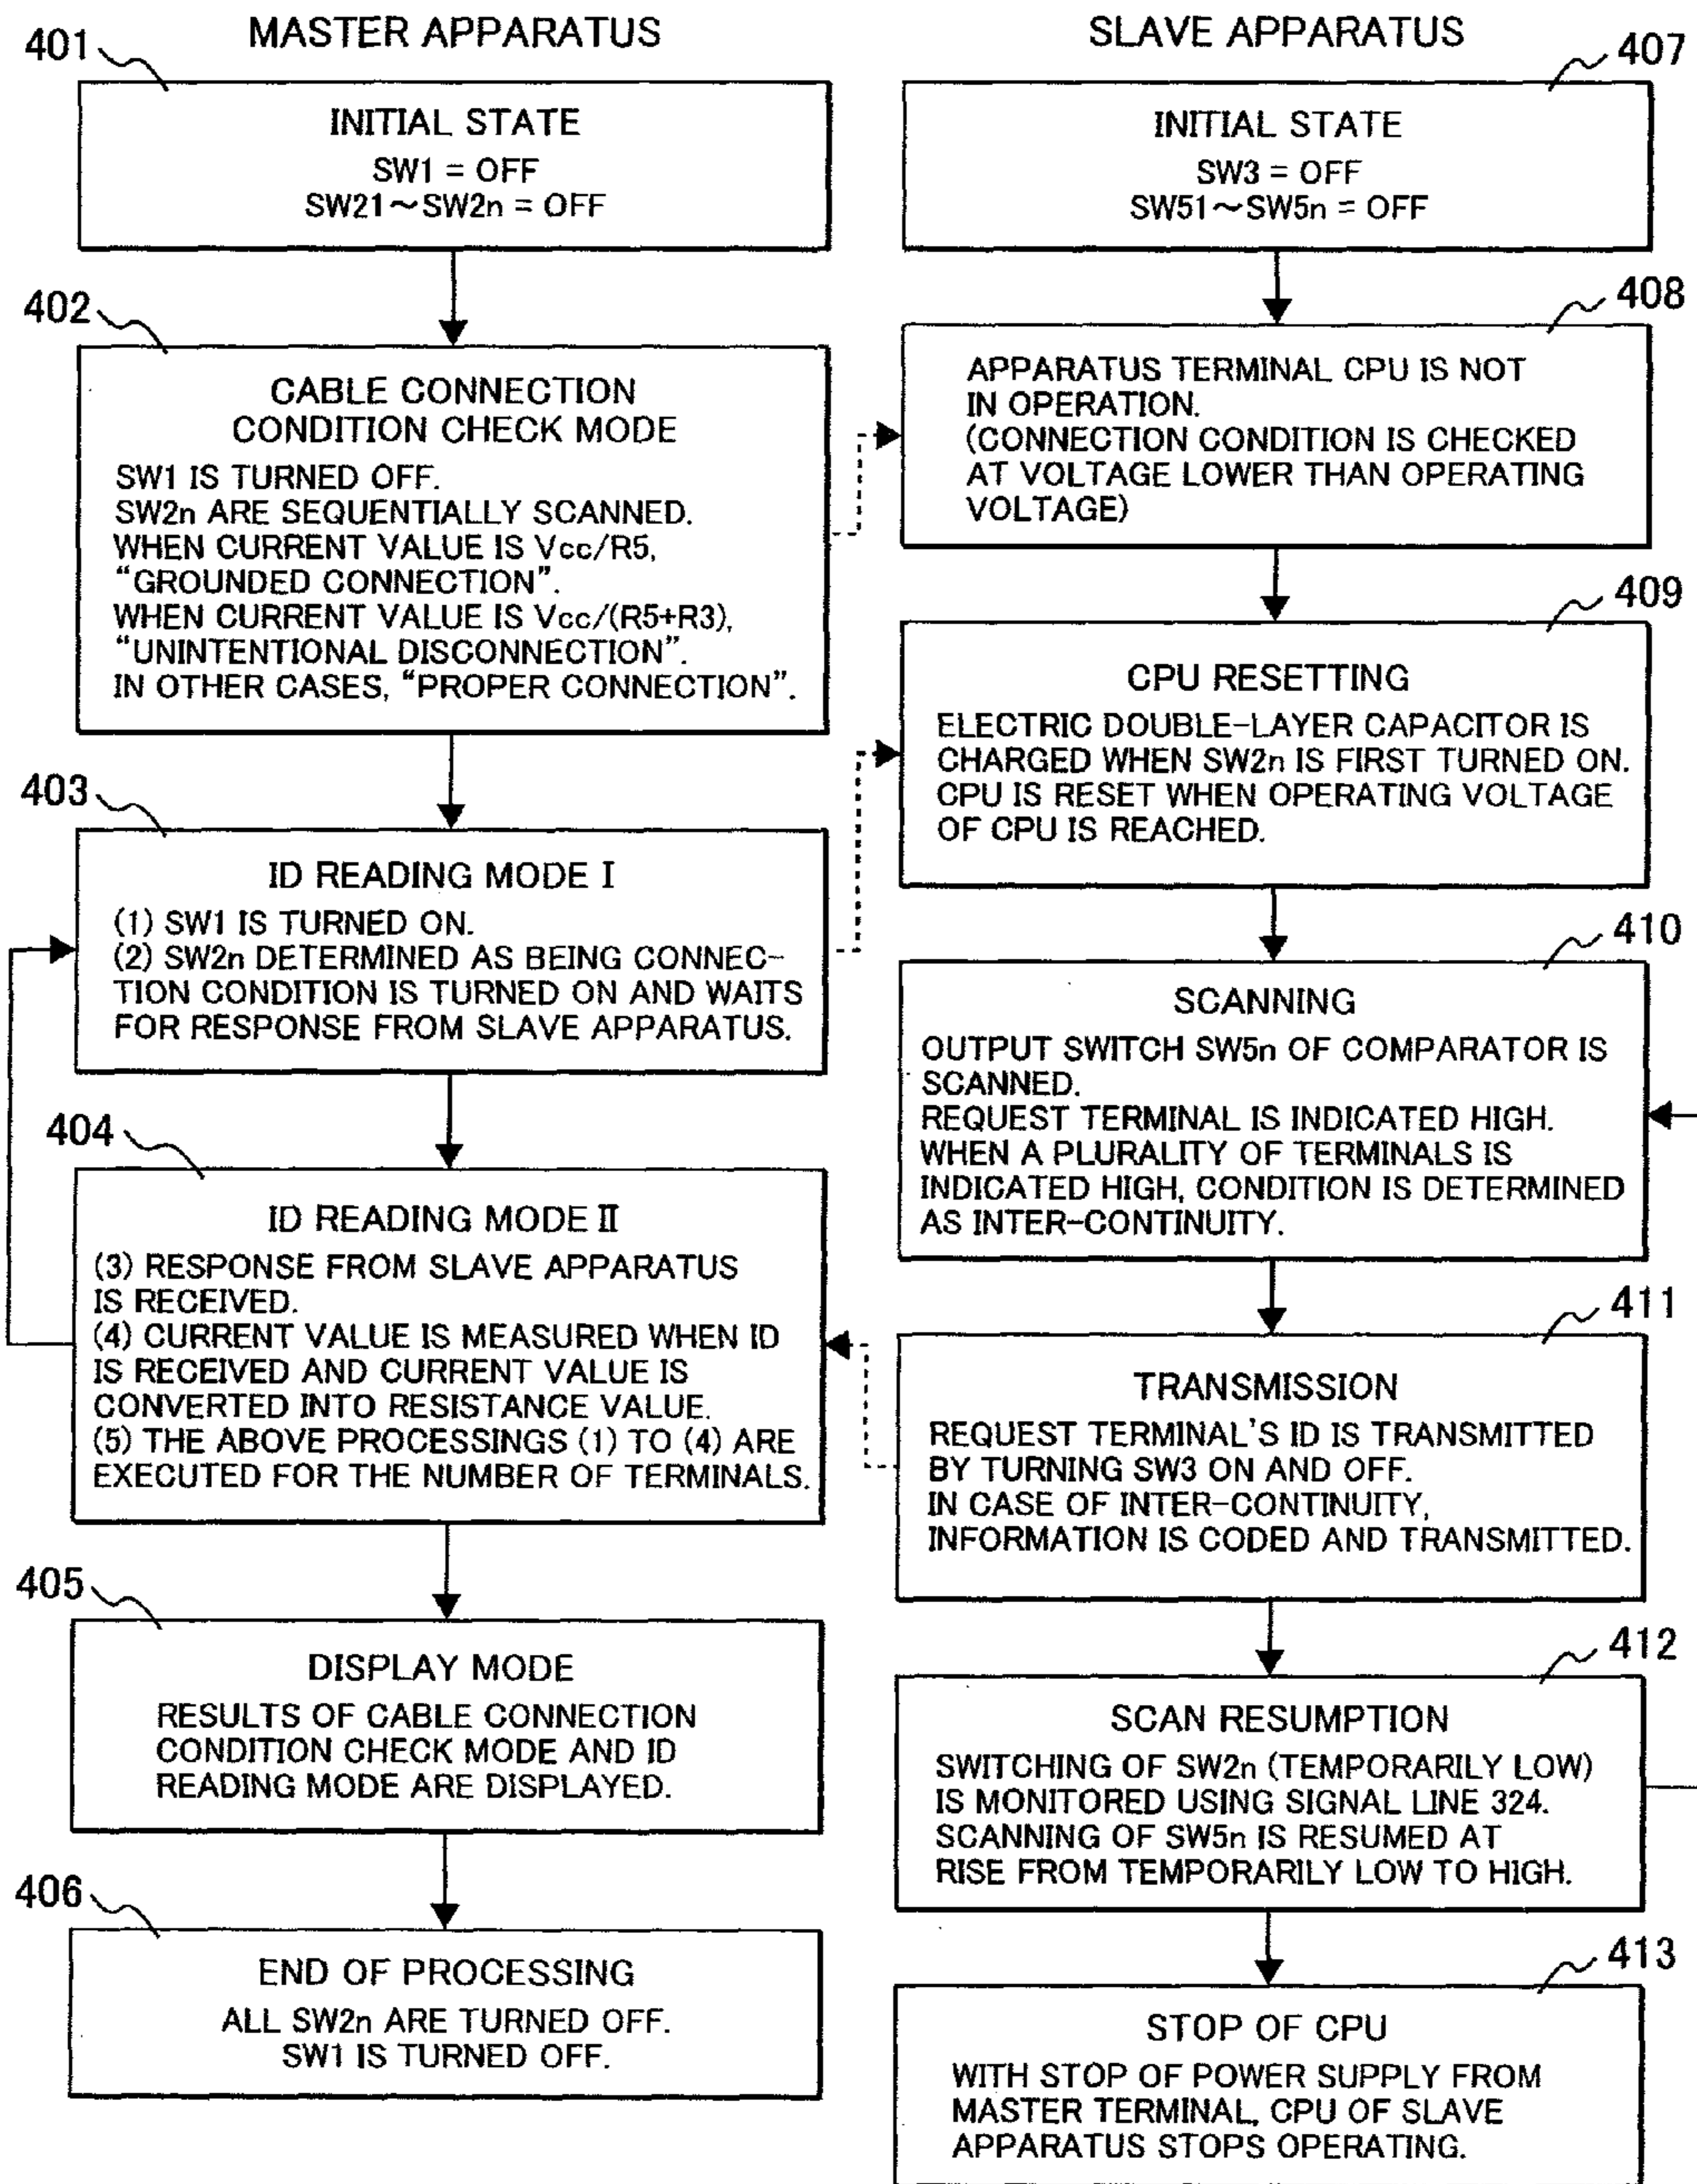 MASTER APPARATUS
401
INITIAL STATE
SW1 = OFF
SW21～SW2n = OFF
402
CABLE CONNECTION
CONDITION CHECK MODE
SW1 IS TURNED OFF.
SW2n ARE SEQUENTIALLY SCANNED.
WHEN CURRENT VALUE IS Vcc/R5,
“GROUNDED CONNECTION”.
WHEN CURRENT VALUE IS Vcc/(R5+R3),
“UNINTENTIONAL DISCONNECTION”.
IN OTHER CASES, “PROPER CONNECTION”.
403
ID READING MODE I
(1) SW1 IS TURNED ON.
(2) SW2n DETERMINED AS BEING CONNEC-
TION CONDITION IS TURNED ON AND WAITS
FOR RESPONSE FROM SLAVE APPARATUS.
404
ID READING MODE II
(3) RESPONSE FROM SLAVE APPARATUS
IS RECEIVED.
(4) CURRENT VALUE IS MEASURED WHEN ID
IS RECEIVED AND CURRENT VALUE IS
CONVERTED INTO RESISTANCE VALUE.
(5) THE ABOVE PROCESSINGS (1) TO (4) ARE
EXECUTED FOR THE NUMBER OF TERMINALS.
405
DISPLAY MODE
RESULTS OF CABLE CONNECTION
CONDITION CHECK MODE AND ID
READING MODE ARE DISPLAYED.
406
END OF PROCESSING
ALL SW2n ARE TURNED OFF.
SW1 IS TURNED OFF.
SLAVE APPARATUS
407
INITIAL STATE
SW3 = OFF
SW51～SW5n = OFF
408
APPARATUS TERMINAL CPU IS NOT
IN OPERATION.
(CONNECTION CONDITION IS CHECKED
AT VOLTAGE LOWER THAN OPERATING
VOLTAGE)
409
CPU RESETTING
ELECTRIC DOUBLE-LAYER CAPACITOR IS
CHARGED WHEN SW2n IS FIRST TURNED ON.
CPU IS RESET WHEN OPERATING VOLTAGE
OF CPU IS REACHED.
410
SCANNING
OUTPUT SWITCH SW5n OF COMPARATOR IS
SCANNED.
REQUEST TERMINAL IS INDICATED HIGH.
WHEN A PLURALITY OF TERMINALS IS
INDICATED HIGH, CONDITION IS DETERMINED
AS INTER-CONTINUITY.
411
TRANSMISSION
REQUEST TERMINAL'S ID IS TRANSMITTED
BY TURNING SW3 ON AND OFF.
IN CASE OF INTER-CONTINUITY,
INFORMATION IS CODED AND TRANSMITTED.
412
SCAN RESUMPTION
SWITCHING OF SW2n (TEMPORARILY LOW)
IS MONITORED USING SIGNAL LINE 324.
SCANNING OF SW5n IS RESUMED AT
RISE FROM TEMPORARILY LOW TO HIGH.
413
STOP OF CPU
WITH STOP OF POWER SUPPLY FROM
MASTER TERMINAL, CPU OF SLAVE
APPARATUS STOPS OPERATING.